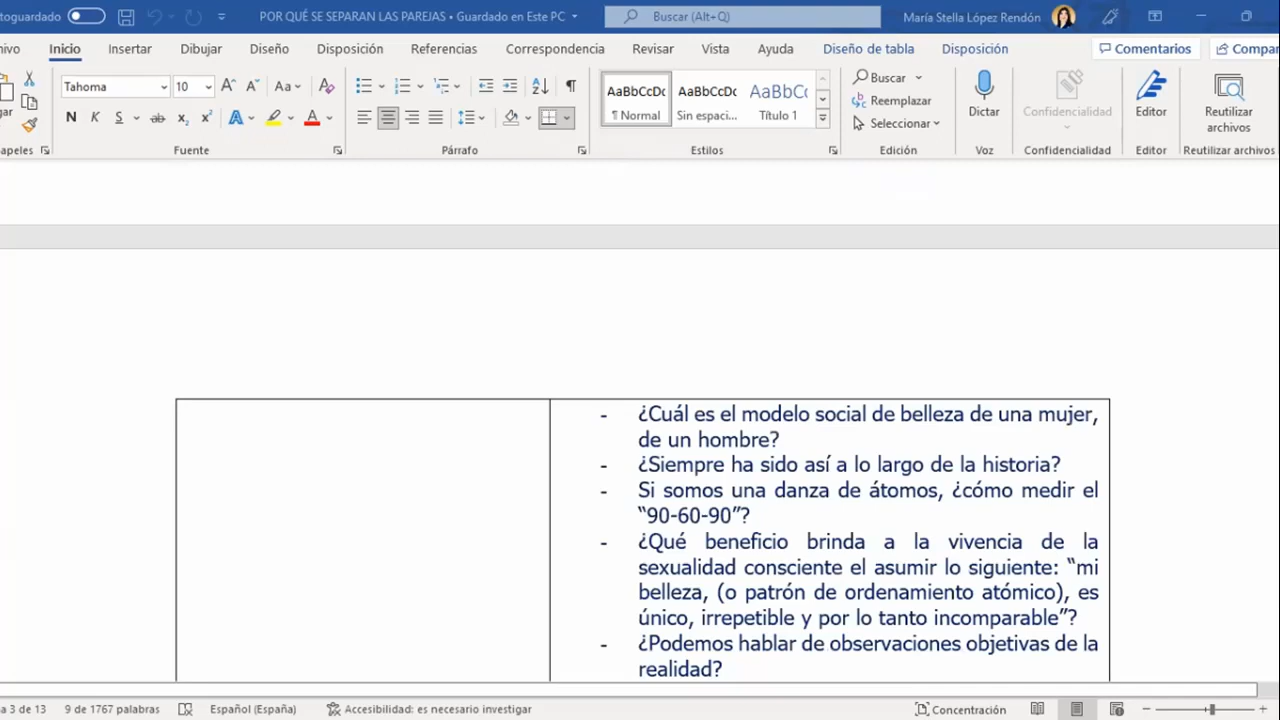 toguardado
POR QUÉ SE SEPARAN LAS PAREJAS • Guardado en Este PC
Buscar (Alt+Q)
María Stella López Rendón
Inicio Insertar Dibujar Diseño Disposición Referencias Correspondencia Revisar Vista Ayuda Diseño de tabla Disposición Comentarios
Tahoma 10 Aa
AaBbCcDc AaBbCcDc AaBbC
Normal Sin espaci... Título 1
Buscar
Reemplazar
Seleccionar
Dictar
Confidencialidad
Editor
Reutilizar
archivos
N K S ab x₂ x² A A
Fuente Párrafo Estilos Edición Voz Confidencialidad Editor Reutilizar archivos
- ¿Cuál es el modelo social de belleza de una mujer,
de un hombre?
- ¿Siempre ha sido así a lo largo de la historia?
- Si somos una danza de átomos, ¿cómo medir el
“90-60-90”?
- ¿Qué beneficio brinda a la vivencia de la
sexualidad consciente el asumir lo siguiente: “mi
belleza, (o patrón de ordenamiento atómico), es
único, irrepetible y por lo tanto incomparable”?
- ¿Podemos hablar de observaciones objetivas de la
realidad?
a 3 de 13 9 de 1767 palabras Español (España) Accesibilidad: es necesario investigar Concentración